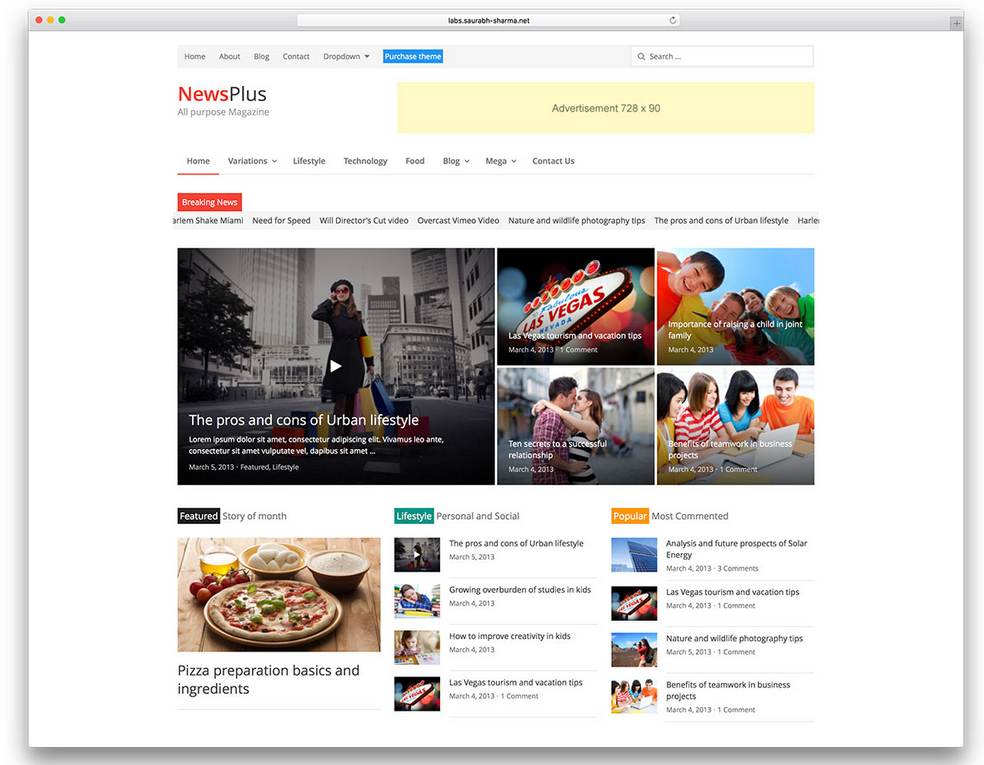 labs.saurabh-sharma.net
Home About Blog Contact Dropdown Purchase theme Search ...
NewsPlus
All purpose Magazine
Advertisement 728 x 90
Home Variations Lifestyle Technology Food Blog Mega Contact Us
Breaking News
arlem Shake Miami Need for Speed Will Director's Cut video Overcast Vimeo Video Nature and wildlife photography tips The pros and cons of Urban lifestyle Harle
The pros and cons of Urban lifestyle
Lorem ipsum dolor sit amet, consectetur adipiscing elit. Vivamus leo ante,
consectetur sit amet vulputate vel, dapibus sit amet ...
March 5, 2013 · Featured, Lifestyle
Fabulous
LAS VEGAS
NEVADA
Las Vegas tourism and vacation tips
March 4, 2013 · 1 Comment
Importance of raising a child in joint
family
March 4, 2013
Ten secrets to a successful
relationship
March 4, 2013
Benefits of teamwork in business
projects
March 4, 2013 · 1 Comment
Featured Story of month
Pizza preparation basics and
ingredients
Lifestyle Personal and Social
The pros and cons of Urban lifestyle
March 5, 2013
Growing overburden of studies in kids
March 4, 2013
How to improve creativity in kids
March 4, 2013
Las Vegas tourism and vacation tips
March 4, 2013 · 1 Comment
Popular Most Commented
Analysis and future prospects of Solar
Energy
March 4, 2013 · 3 Comments
Las Vegas tourism and vacation tips
March 4, 2013 · 1 Comment
Nature and wildlife photography tips
March 5, 2013 · 1 Comment
Benefits of teamwork in business
projects
March 4, 2013 · 1 Comment